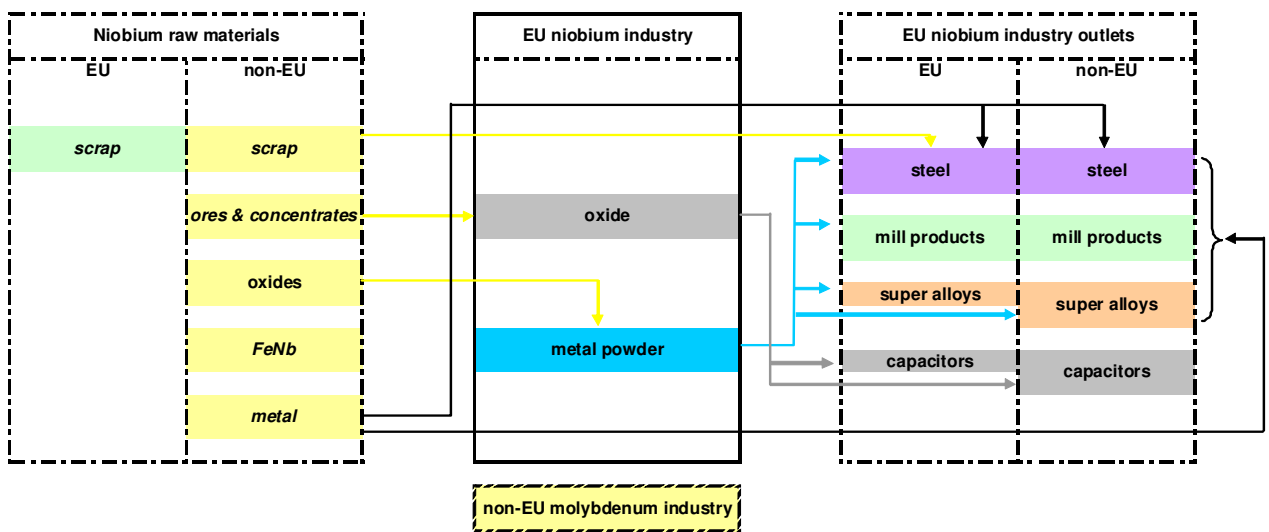 Niobium raw materials
EU niobium industry
EU niobium industry outlets
EU
non-EU
EU
non-EU
scrap
scrap
steel
steel
ores & concentrates
oxide
mill products
mill products
oxides
super alloys
super alloys
FeNb
metal powder
capacitors
capacitors
metal
non-EU molybdenum industry